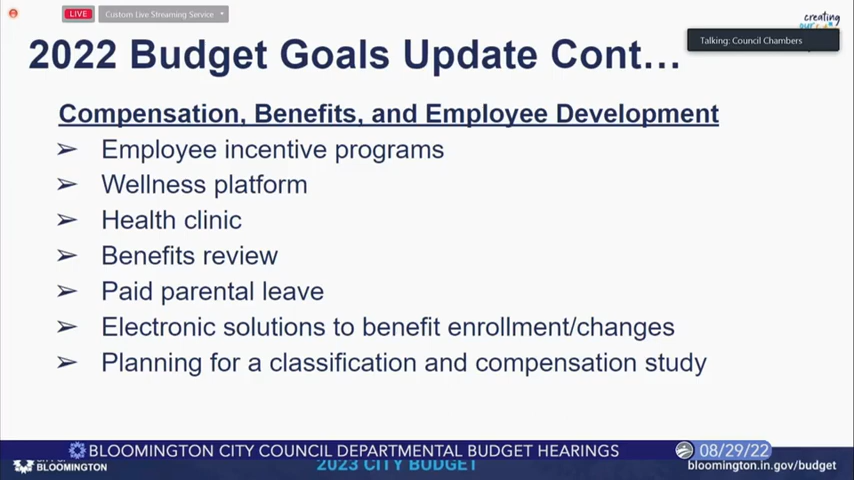 LIVE
Custom Live Streaming Service
creating
Talking: Council Chambers
2022 Budget Goals Update Cont…
Compensation, Benefits, and Employee Development
➢ Employee incentive programs
➢ Wellness platform
➢ Health clinic
➢ Benefits review
➢ Paid parental leave
➢ Electronic solutions to benefit enrollment/changes
➢ Planning for a classification and compensation study
BLOOMINGTON CITY COUNCIL DEPARTMENTAL BUDGET HEARINGS
08/29/22
BLOOMINGTON
2023 CITY BUDGET
bloomington.in.gov/budget